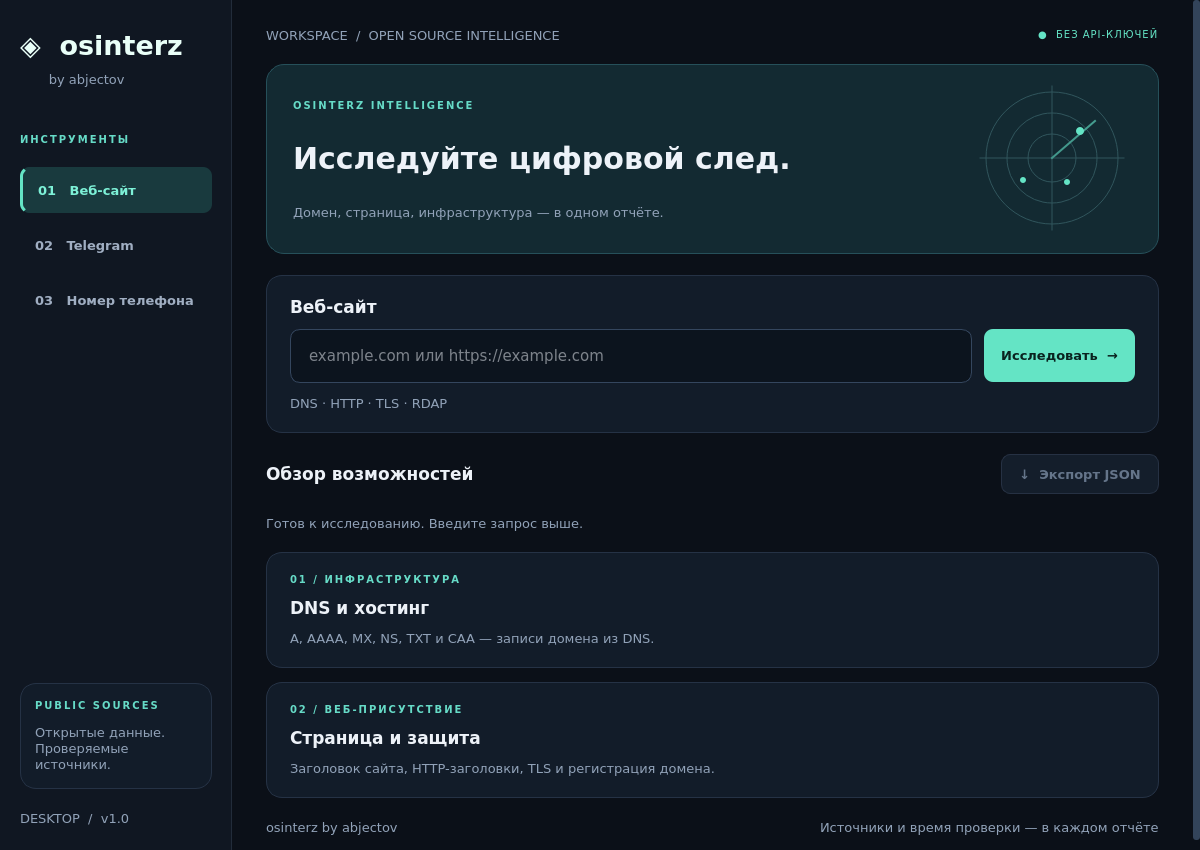 ◈ osinterz
by abjectov
ИНСТРУМЕНТЫ
01 Веб-сайт
02 Telegram
03 Номер телефона
PUBLIC SOURCES
Открытые данные.
Проверяемые
источники.
DESKTOP / v1.0
WORKSPACE / OPEN SOURCE INTELLIGENCE
● БЕЗ API-КЛЮЧЕЙ
OSINTERZ INTELLIGENCE
Исследуйте цифровой след.
Домен, страница, инфраструктура — в одном отчёте.
Веб-сайт
example.com или https://example.com
Исследовать →
DNS · HTTP · TLS · RDAP
Обзор возможностей
↓ Экспорт JSON
Готов к исследованию. Введите запрос выше.
01 / ИНФРАСТРУКТУРА
DNS и хостинг
A, AAAA, MX, NS, TXT и CAA — записи домена из DNS.
02 / ВЕБ-ПРИСУТСТВИЕ
Страница и защита
Заголовок сайта, HTTP-заголовки, TLS и регистрация домена.
osinterz by abjectov
Источники и время проверки — в каждом отчёте